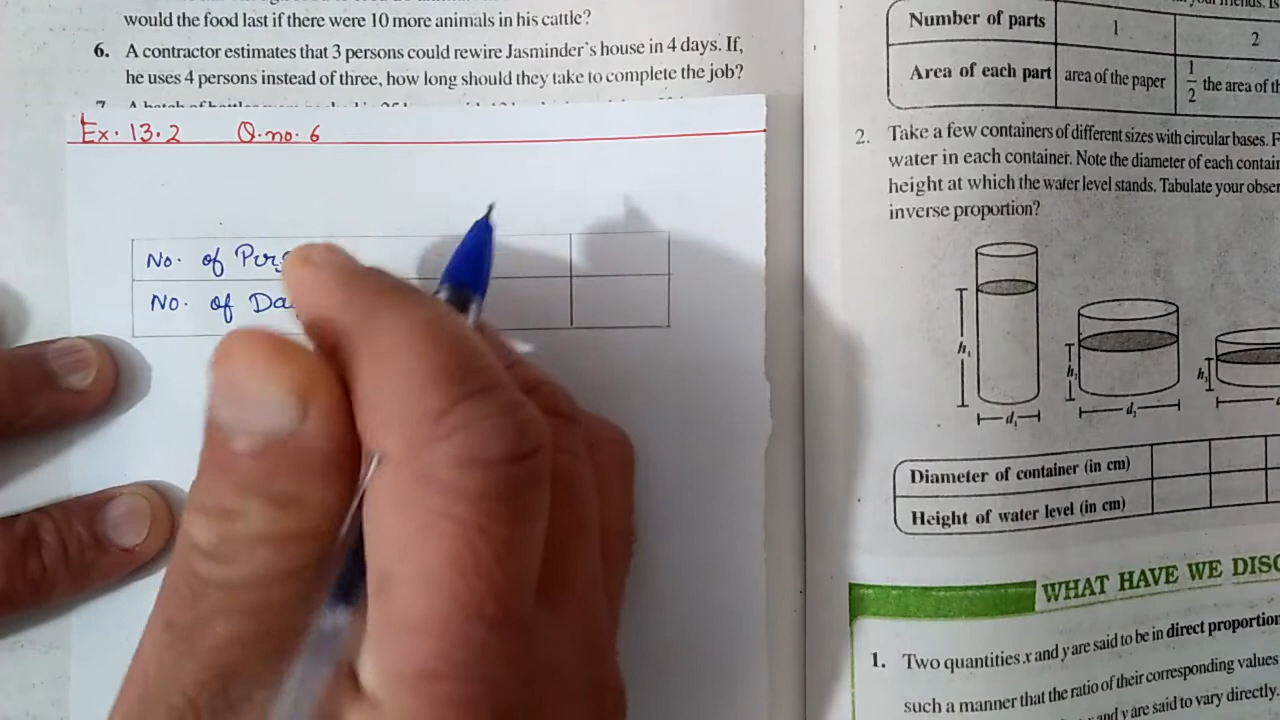 would the food last if there were 10 more animals in his cattle?
6. A contractor estimates that 3 persons could rewire Jasminder's house in 4 days. If,
he uses 4 persons instead of three, how long should they take to complete the job?
7.
Ex. 13.2 Q. no. 6
No. of
No. of
Number of parts 1 2
Area of each part area of the paper 1/2 the area of
2. Take a few containers of different sizes with circular bases.
water in each container. Note the diameter of each
height at which the water level stands. Tabulate your
inverse proportion?
h₁ d₁
h₂ d₂
h₃
Diameter of container (in cm)
Height of water level (in cm)
WHAT HAVE WE
1. Two quantities x and y are said to be in direct proportion
such a manner that the ratio of their corresponding values
and y are said to vary directly.